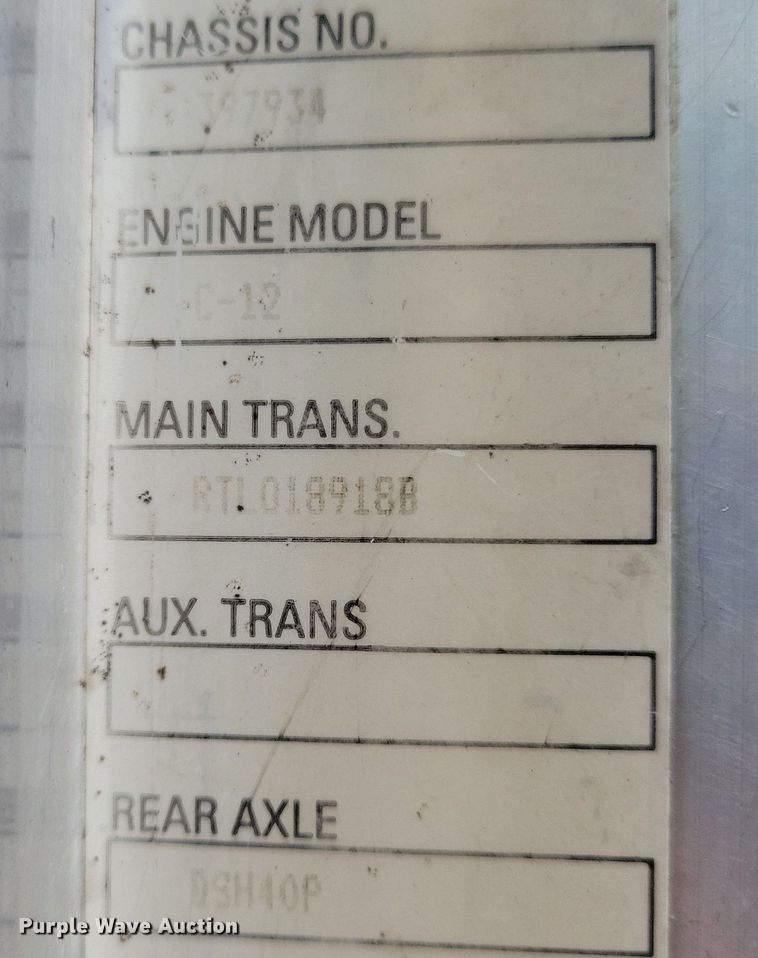 CHASSIS NO.
397934
ENGINE MODEL
C-12
MAIN TRANS.
RTLO18918B
AUX. TRANS
REAR AXLE
DSH40P
Purple Wave Auction